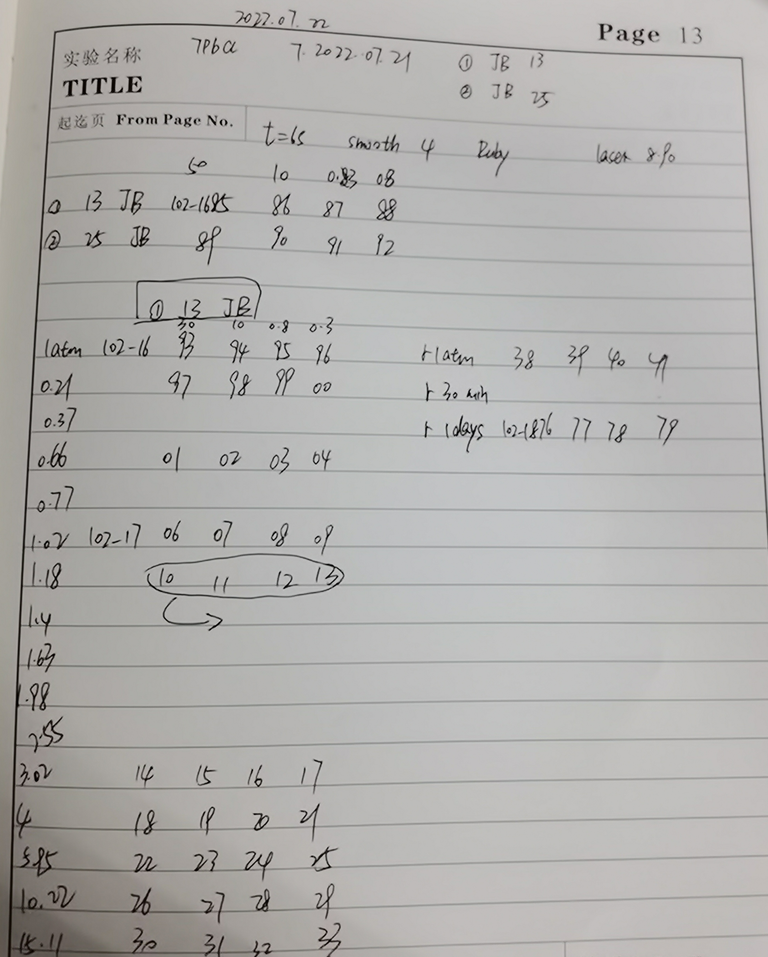 2022.07.22
Page 13
实验名称 7Pbα 7.2022.07.21 ① JB 13
TITLE ② JB 25
起讫页 From Page No. t=6s smooth 4 Ruby laser 8.90
50 10 0.83 08
① 13 JB 102-1685 86 87 88
② 25 JB 89 90 91 92
① 13 JB
30 10 0.8 0.3
1atm 102-16 93 94 95 96 r 1atm 38 39 40 41
0.21 97 98 99 00 r 30 min
0.37 r 1days 102-1876 77 78 79
0.66 01 02 03 04
0.77
1.02 102-17 06 07 08 09
1.18 10 11 12 13
1.4
1.63
1.98
2.55
3.02 14 15 16 17
4 18 19 20 21
5.85 22 23 24 25
10.22 26 27 28 29
15.11 30 31 32 33